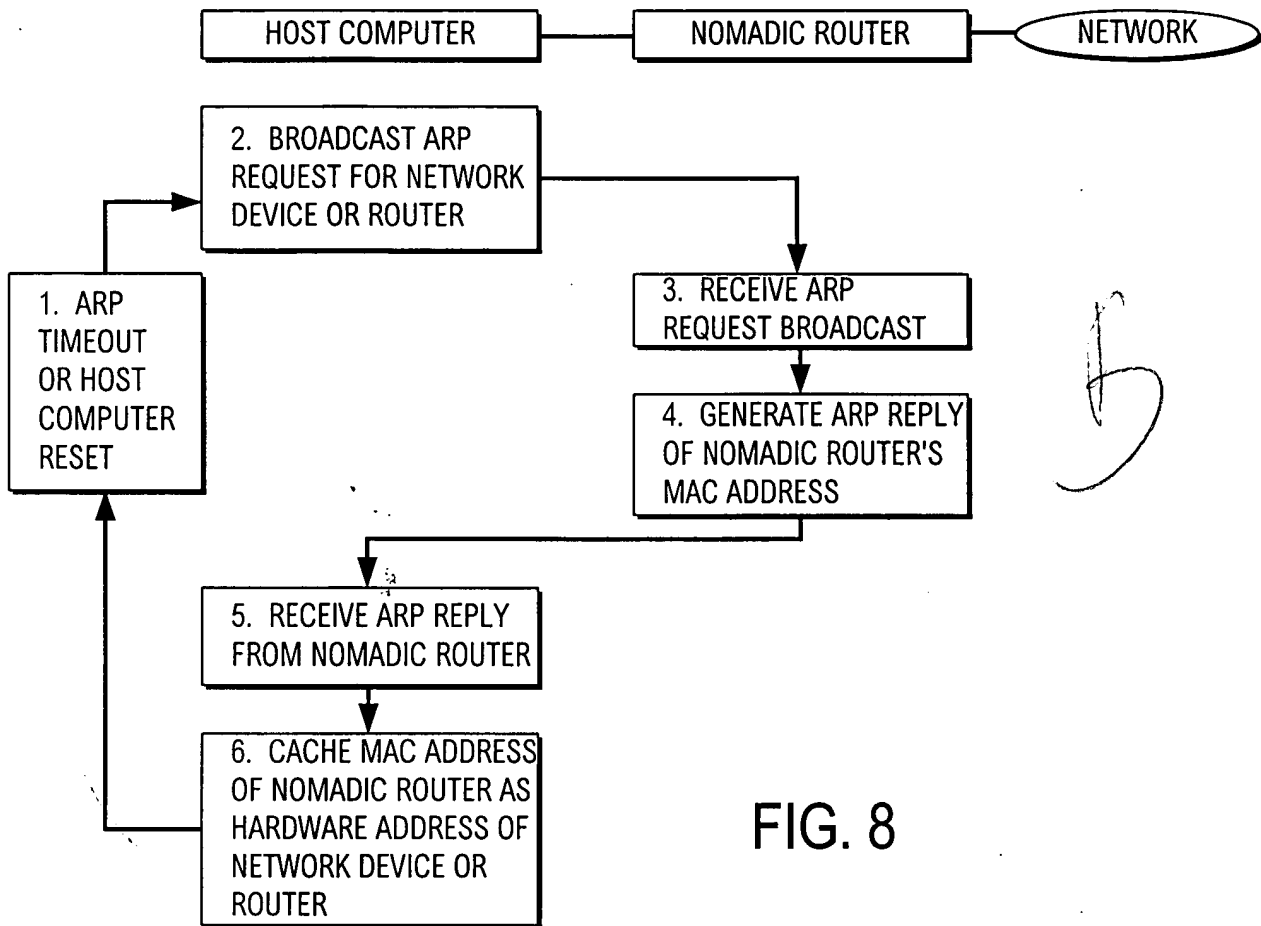 HOST COMPUTER
NOMADIC ROUTER
NETWORK
1. ARP
TIMEOUT
OR HOST
COMPUTER
RESET
2. BROADCAST ARP
REQUEST FOR NETWORK
DEVICE OR ROUTER
3. RECEIVE ARP
REQUEST BROADCAST
4. GENERATE ARP REPLY
OF NOMADIC ROUTER'S
MAC ADDRESS
5. RECEIVE ARP REPLY
FROM NOMADIC ROUTER
6. CACHE MAC ADDRESS
OF NOMADIC ROUTER AS
HARDWARE ADDRESS OF
NETWORK DEVICE OR
ROUTER
FIG. 8